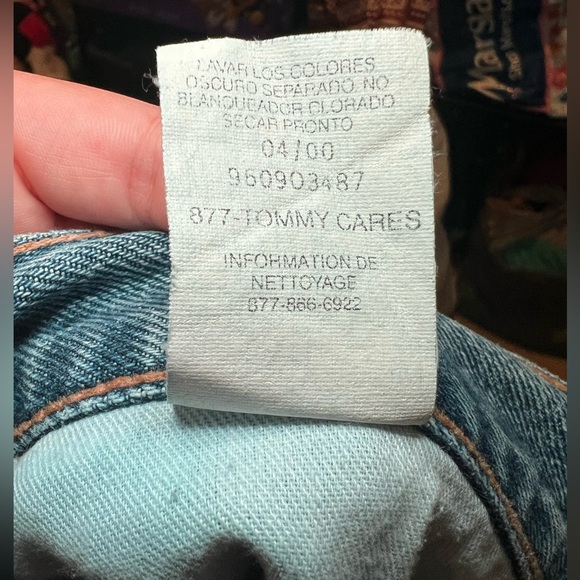 LAVAR LOS COLORES
OSCURO SEPARADO. NO
BLANQUEADOR CLORADO
SECAR PRONTO
04/00
960903487
877-TOMMY CARES
INFORMATION DE
NETTOYAGE
877-866-6922
Marsa